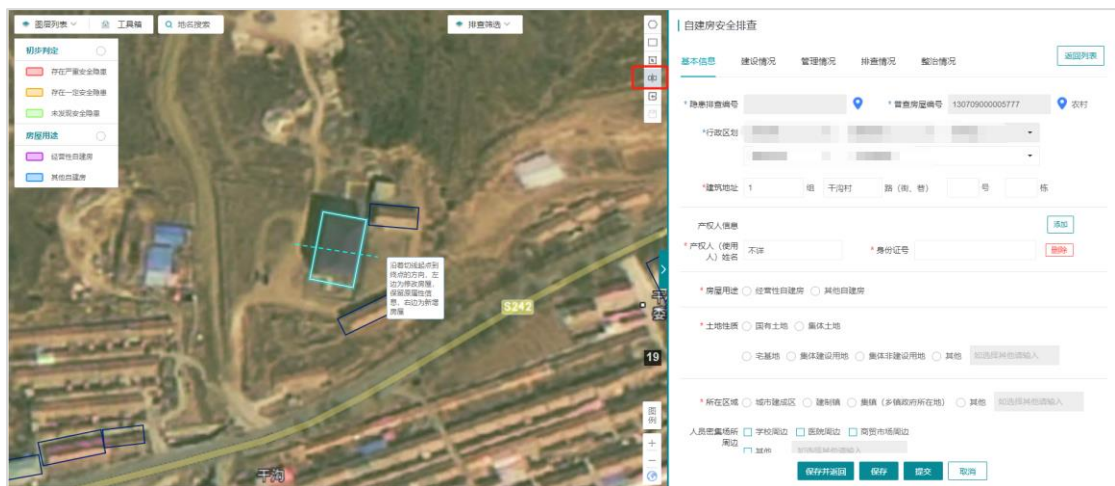 图层列表
工具箱
地名搜索
排查筛选
初步判定
存在严重安全隐患
存在一定安全隐患
未发现安全隐患
房屋用途
经营性自建房
其他自建房
沿着切线起点到
终点的方向，左
边为修改房屋，
保留原属性信
息，右边为新增
房屋
S242
19
图例
干沟
自建房安全排查
基本信息 建设情况 管理情况 排查情况 整治情况 返回列表
* 隐患排查编号 * 普查房屋编号 130709000005777 农村
*行政区划
*建筑地址 1 组 干沟村 路（街、巷） 号 栋
产权人信息 添加
* 产权人（使用人）姓名 不详 * 身份证号 删除
* 房屋用途 经营性自建房 其他自建房
* 土地性质 国有土地 集体土地
宅基地 集体建设用地 集体非建设用地 其他 如选择其他请输入
* 所在区域 城市建成区 建制镇 集镇（乡镇政府所在地） 其他 如选择其他请输入
人员密集场所周边 学校周边 医院周边 商贸市场周边
其他 如选择其他请输入
保存并返回 保存 提交 取消